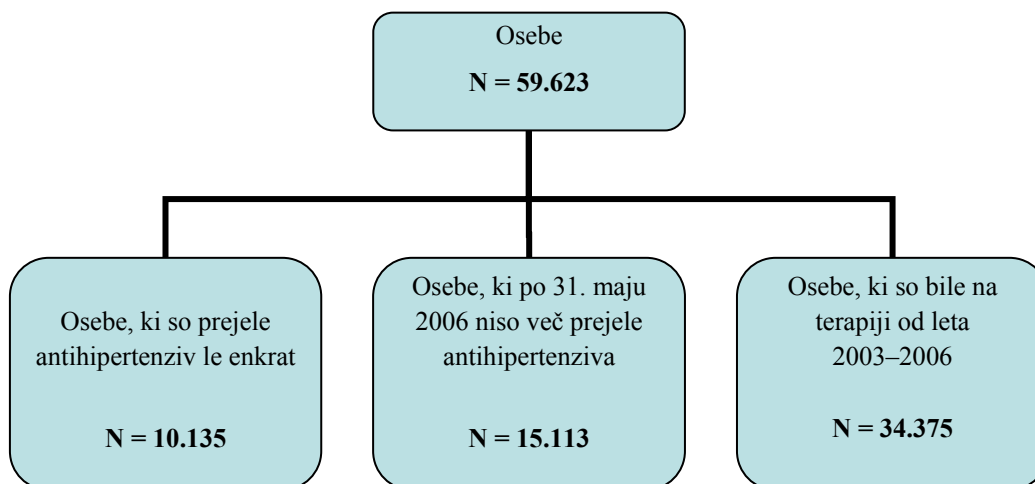 Osebe
N = 59.623
Osebe, ki so prejele
antihipertenziv le enkrat
N = 10.135
Osebe, ki po 31. maju
2006 niso več prejele
antihipertenziva
N = 15.113
Osebe, ki so bile na
terapiji od leta
2003–2006
N = 34.375